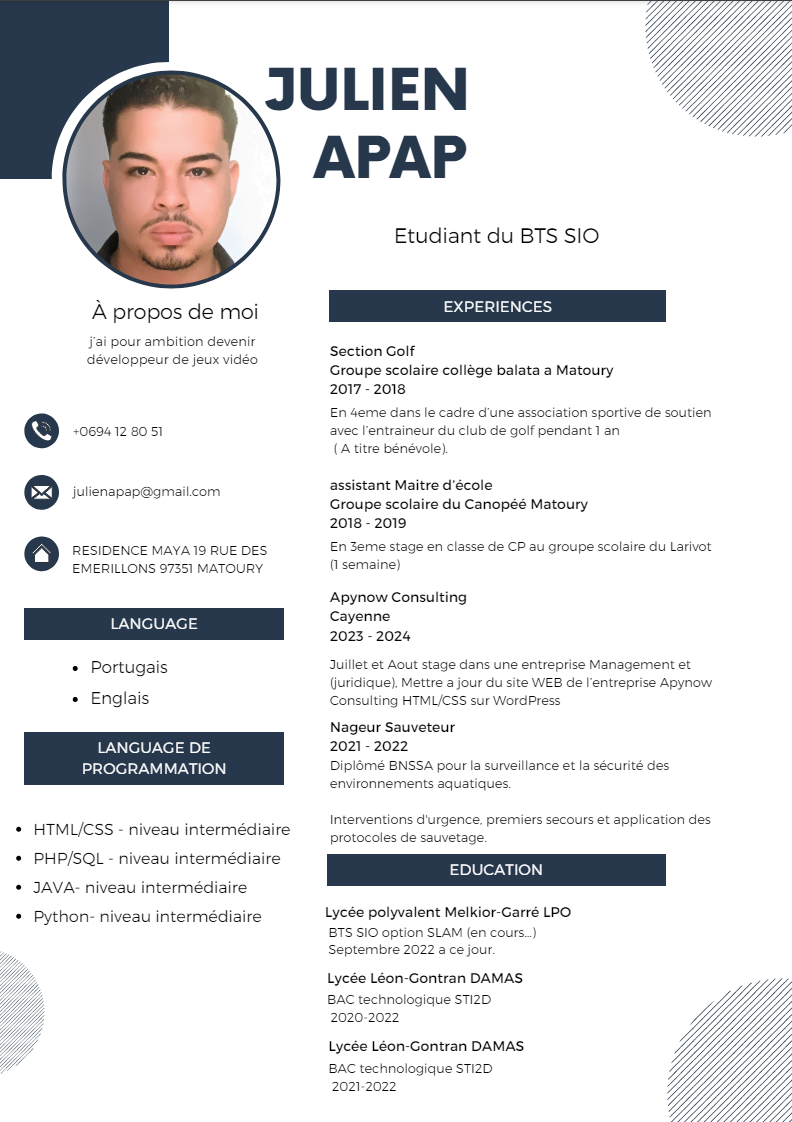 JULIEN
APAP
Etudiant du BTS SIO
À propos de moi
j'ai pour ambition devenir
développeur de jeux vidéo
+0694 12 80 51
julienapap@gmail.com
RESIDENCE MAYA 19 RUE DES
EMERILLONS 97351 MATOURY
LANGUAGE
• Portugais
• Englais
LANGUAGE DE
PROGRAMMATION
• HTML/CSS - niveau intermédiaire
• PHP/SQL - niveau intermédiaire
• JAVA- niveau intermédiaire
• Python- niveau intermédiaire
EXPERIENCES
Section Golf
Groupe scolaire collège balata a Matoury
2017 - 2018
En 4eme dans le cadre d'une association sportive de soutien
avec l'entraineur du club de golf pendant 1 an
( A titre bénévole).
assistant Maitre d'école
Groupe scolaire du Canopéé Matoury
2018 - 2019
En 3eme stage en classe de CP au groupe scolaire du Larivot
(1 semaine)
Apynow Consulting
Cayenne
2023 - 2024
Juillet et Aout stage dans une entreprise Management et
(juridique), Mettre a jour du site WEB de l'entreprise Apynow
Consulting HTML/CSS sur WordPress
Nageur Sauveteur
2021 - 2022
Diplômé BNSSA pour la surveillance et la sécurité des
environnements aquatiques.
Interventions d'urgence, premiers secours et application des
protocoles de sauvetage.
EDUCATION
Lycée polyvalent Melkior-Garré LPO
BTS SIO option SLAM (en cours...)
Septembre 2022 a ce jour.
Lycée Léon-Gontran DAMAS
BAC technologique STI2D
2020-2022
Lycée Léon-Gontran DAMAS
BAC technologique STI2D
2021-2022